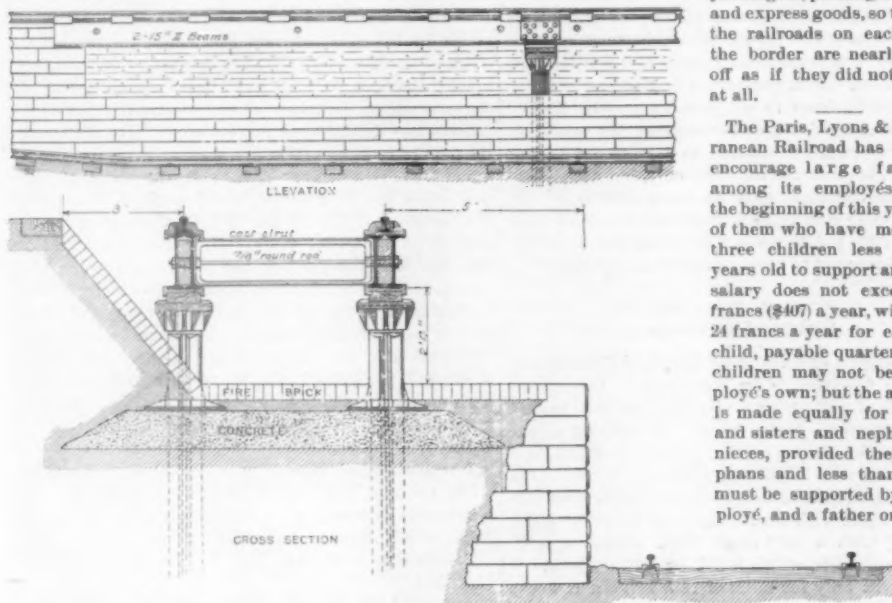 2-15" I Beams
ELEVATION
3'
5'
cast strut
round rod
FIRE BRICK
CONCRETE
CROSS SECTION
and express goods, so
the railroads on each
the border are nearly
off as if they did not
at all.
The Paris, Lyons &
ranean Railroad has
encourage large fa
among its employés
the beginning of this y
of them who have m
three children less
years old to support a
salary does not exce
francs ($407) a year, wi
24 francs a year for e
child, payable quarter
children may not be
ployé's own; but the a
is made equally for
and sisters and neph
nieces, provided the
phans and less than
must be supported by
ployé, and a father o